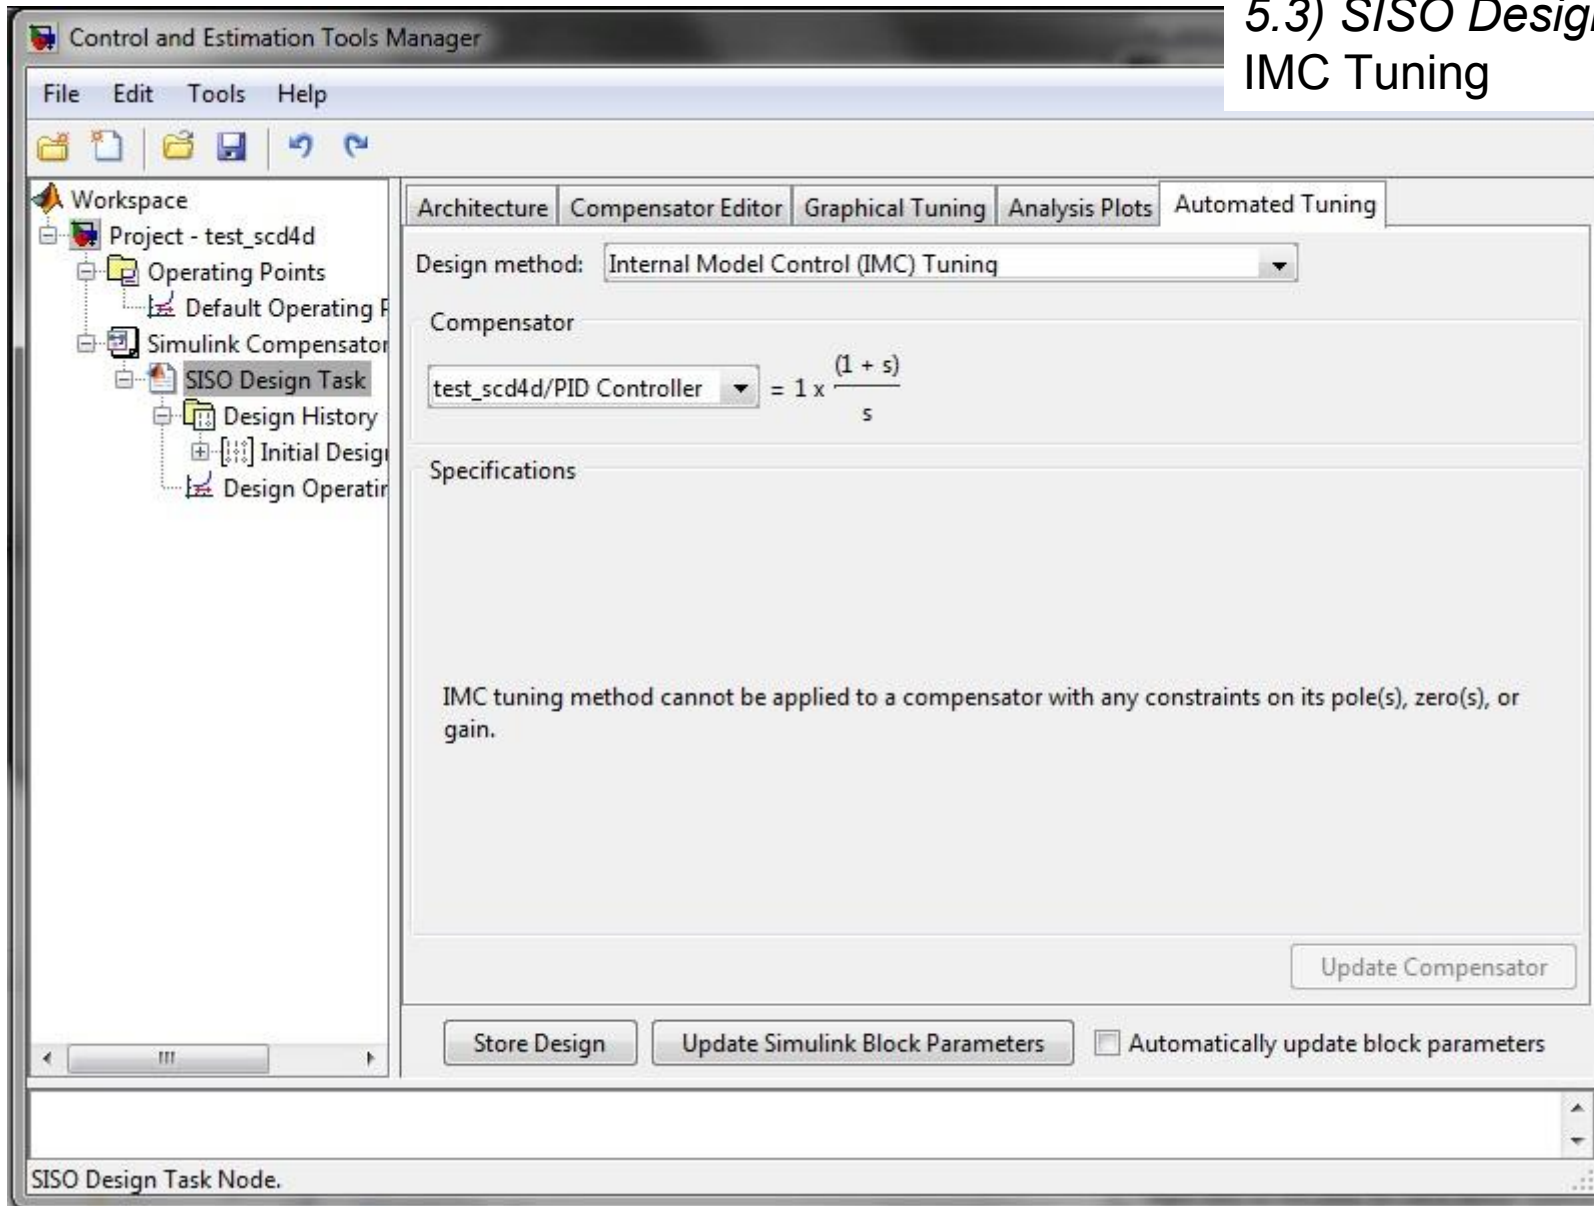 5.3) SISO Design
IMC Tuning
Control and Estimation Tools Manager
File Edit Tools Help
Workspace
Project - test_scd4d
Operating Points
Default Operating
Simulink Compensator
SISO Design Task
Design History
Initial Design
Design Operatin
Architecture Compensator Editor Graphical Tuning Analysis Plots Automated Tuning
Design method: Internal Model Control (IMC) Tuning
Compensator
test_scd4d/PID Controller = 1 x (1 + s)
s
Specifications
IMC tuning method cannot be applied to a compensator with any constraints on its pole(s), zero(s), or
gain.
Update Compensator
Store Design Update Simulink Block Parameters Automatically update block parameters
SISO Design Task Node.